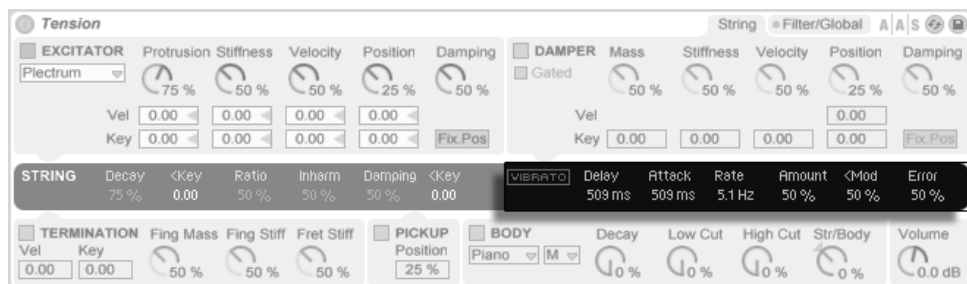 Tension String Filter/Global A A S
EXCITATOR Protrusion Stiffness Velocity Position Damping
Plectrum 75 % 50 % 50 % 25 % 50 %
Vel 0.00 0.00 0.00 0.00
Key 0.00 0.00 0.00 0.00 Fix.Pos
DAMPER Mass Stiffness Velocity Position Damping
Gated 50 % 50 % 50 % 25 % 50 %
Vel 0.00
Key 0.00 0.00 0.00 0.00 Fix.Pos
STRING Decay <Key Ratio Inharm Damping <Key
75 % 0.00 50 % 50 % 50 % 0.00
VIBRATO Delay Attack Rate Amount <Mod Error
509 ms 509 ms 5.1 Hz 50 % 50 % 50 %
TERMINATION Fing Mass Fing Stiff Fret Stiff
Vel Key
0.00 0.00 50 % 50 % 50 %
PICKUP
Position
25 %
BODY Decay Low Cut High Cut Str/Body
Piano M 0 % 0 % 0 % 0 %
Volume
0.0 dB